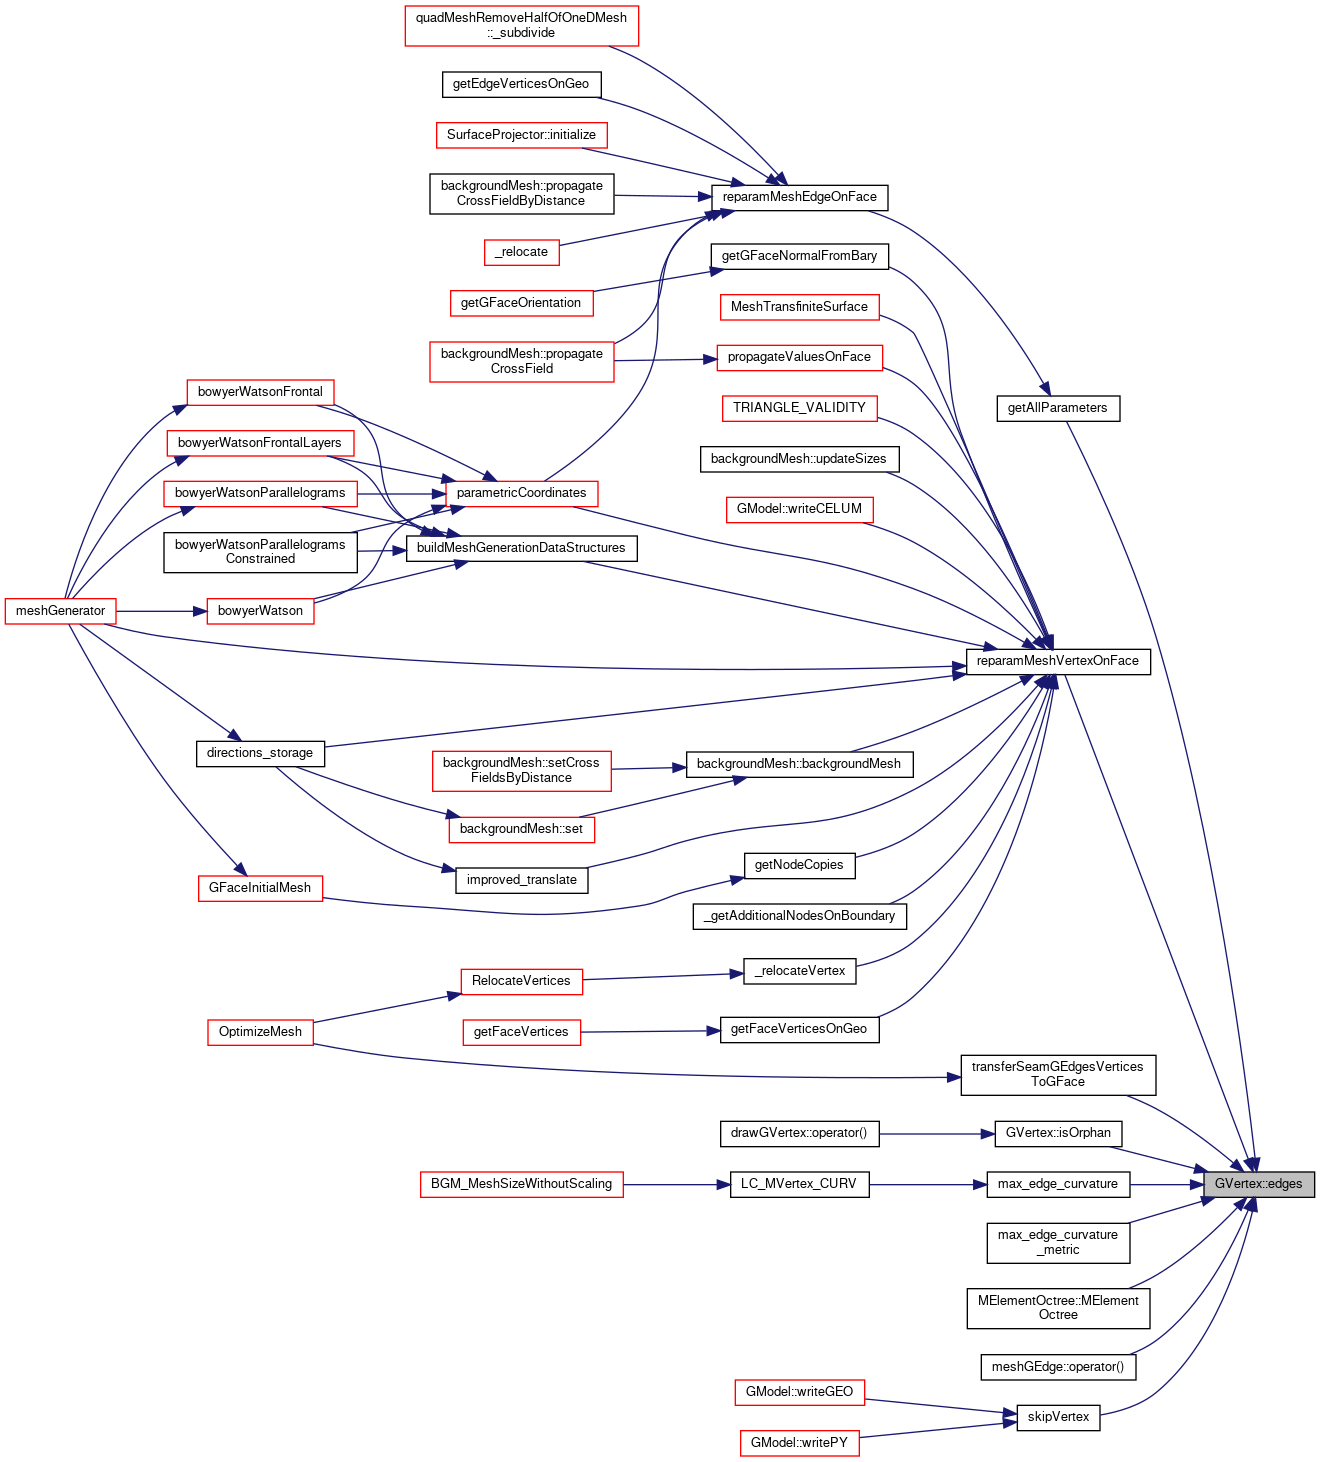 quadMeshRemoveHalfOfOneDMesh
::_subdivide
getEdgeVerticesOnGeo
SurfaceProjector::initialize
backgroundMesh::propagate
CrossFieldByDistance
reparamMeshEdgeOnFace
_relocate
getGFaceNormalFromBary
getGFaceOrientation
MeshTransfiniteSurface
backgroundMesh::propagate
CrossField
propagateValuesOnFace
bowyerWatsonFrontal
TRIANGLE_VALIDITY
getAllParameters
bowyerWatsonFrontalLayers
backgroundMesh::updateSizes
bowyerWatsonParallelograms
parametricCoordinates
GModel::writeCELUM
bowyerWatsonParallelograms
Constrained
buildMeshGenerationDataStructures
meshGenerator
bowyerWatson
reparamMeshVertexOnFace
directions_storage
backgroundMesh::setCross
FieldsByDistance
backgroundMesh::backgroundMesh
backgroundMesh::set
getNodeCopies
GFaceInitialMesh
improved_translate
_getAdditionalNodesOnBoundary
RelocateVertices
_relocateVertex
OptimizeMesh
getFaceVertices
getFaceVerticesOnGeo
transferSeamGEdgesVertices
ToGFace
drawGVertex::operator()
GVertex::isOrphan
BGM_MeshSizeWithoutScaling
LC_MVertex_CURV
max_edge_curvature
GVertex::edges
max_edge_curvature
_metric
MElementOctree::MElement
Octree
meshGEdge::operator()
GModel::writeGEO
skipVertex
GModel::writePY